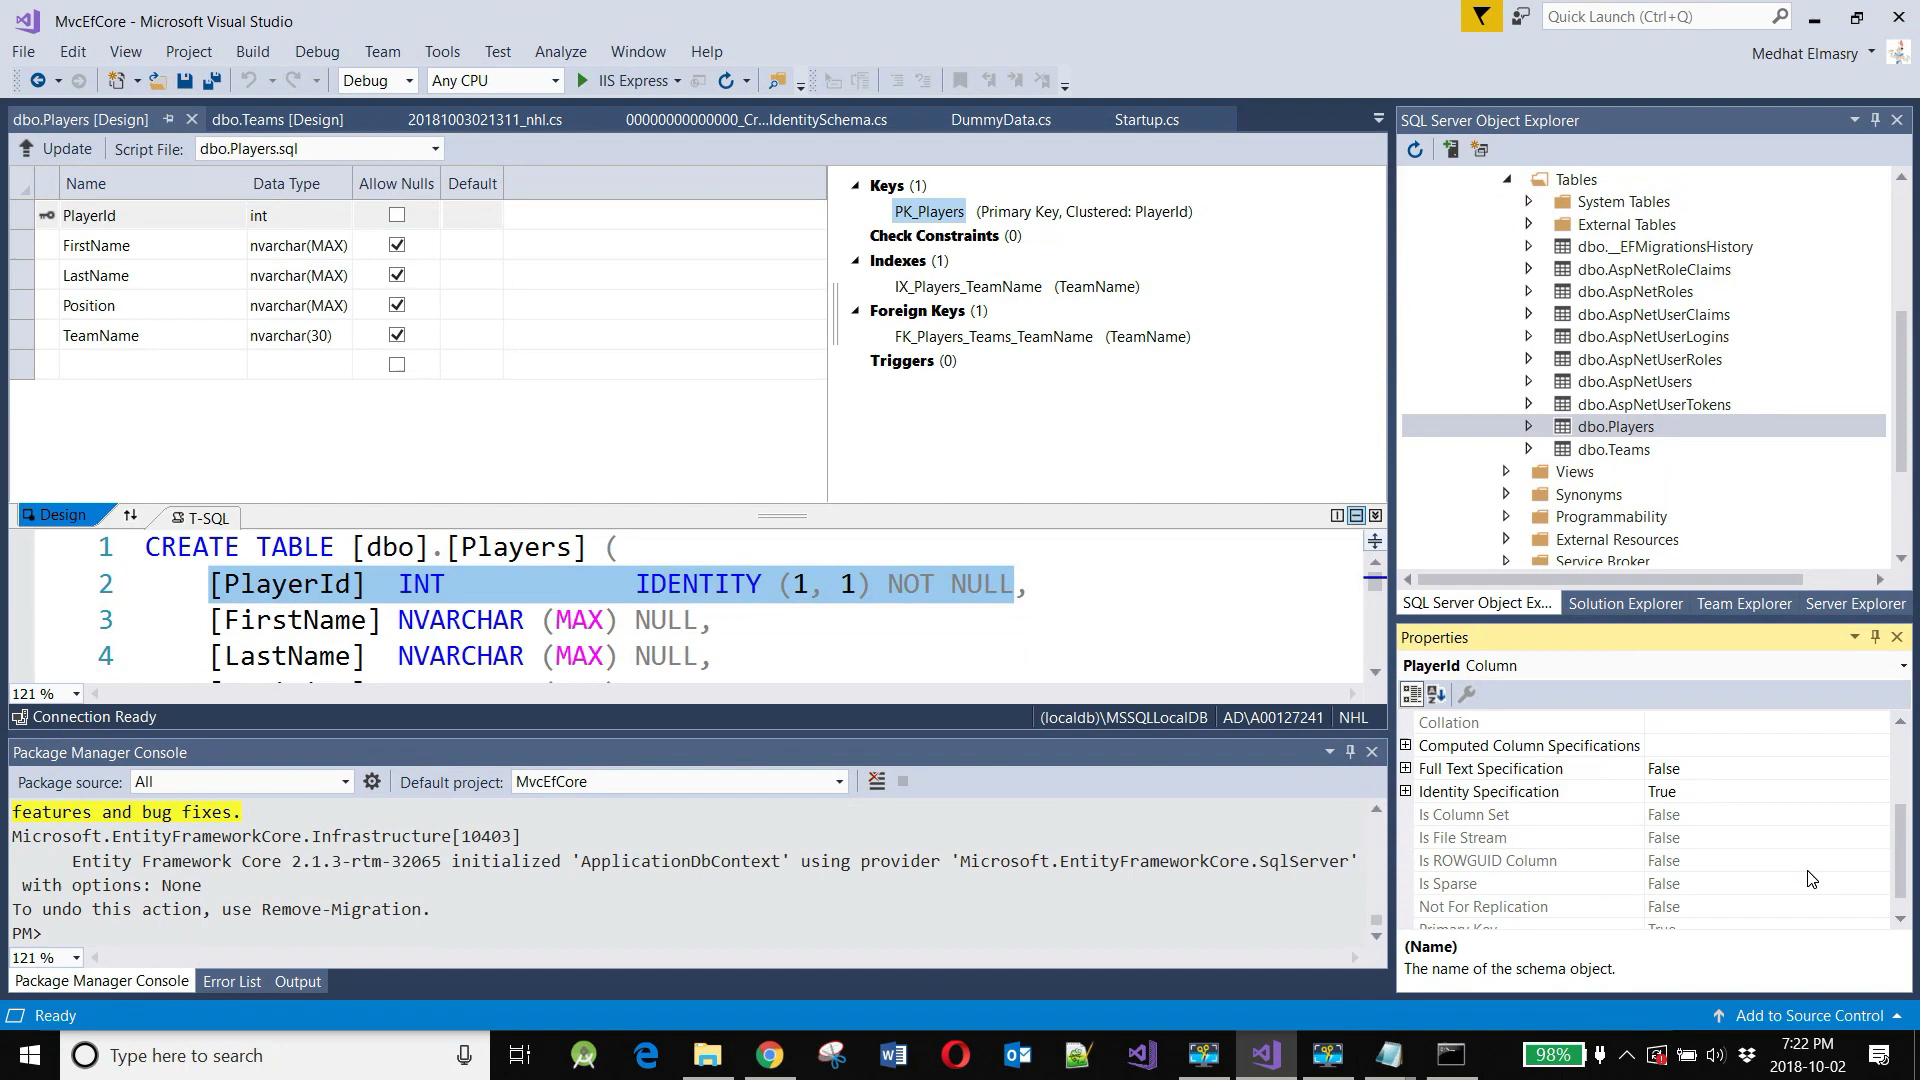 MvcEfCore - Microsoft Visual Studio
Quick Launch (Ctrl+Q)
File Edit View Project Build Debug Team Tools Test Analyze Window Help
Medhat Elmasry
Debug Any CPU IIS Express
dbo.Players [Design] dbo.Teams [Design] 20181003021311_nhl.cs 00000000000000_Cr...IdentitySchema.cs DummyData.cs Startup.cs
Update Script File: dbo.Players.sql
Name Data Type Allow Nulls Default
PlayerId int
FirstName nvarchar(MAX)
LastName nvarchar(MAX)
Position nvarchar(MAX)
TeamName nvarchar(30)
Keys (1)
PK_Players (Primary Key, Clustered: PlayerId)
Check Constraints (0)
Indexes (1)
IX_Players_TeamName (TeamName)
Foreign Keys (1)
FK_Players_Teams_TeamName (TeamName)
Triggers (0)
Design T-SQL
1 CREATE TABLE [dbo].[Players] (
2 [PlayerId] INT IDENTITY (1, 1) NOT NULL,
3 [FirstName] NVARCHAR (MAX) NULL,
4 [LastName] NVARCHAR (MAX) NULL,
121 %
Connection Ready (localdb)\MSSQLLocalDB AD\A00127241 NHL
Package Manager Console
Package source: All Default project: MvcEfCore
features and bug fixes.
Microsoft.EntityFrameworkCore.Infrastructure[10403]
Entity Framework Core 2.1.3-rtm-32065 initialized 'ApplicationDbContext' using provider 'Microsoft.EntityFrameworkCore.SqlServer'
with options: None
To undo this action, use Remove-Migration.
PM>
121 %
Package Manager Console Error List Output
SQL Server Object Explorer
Tables
System Tables
External Tables
dbo.__EFMigrationsHistory
dbo.AspNetRoleClaims
dbo.AspNetRoles
dbo.AspNetUserClaims
dbo.AspNetUserLogins
dbo.AspNetUserRoles
dbo.AspNetUsers
dbo.AspNetUserTokens
dbo.Players
dbo.Teams
Views
Synonyms
Programmability
External Resources
Service Broker
SQL Server Object Ex... Solution Explorer Team Explorer Server Explorer
Properties
PlayerId Column
Collation
Computed Column Specifications
Full Text Specification False
Identity Specification True
Is Column Set False
Is File Stream False
Is ROWGUID Column False
Is Sparse False
Not For Replication False
Primary Key True
(Name)
The name of the schema object.
Ready Add to Source Control
Type here to search
98%
7:22 PM
2018-10-02